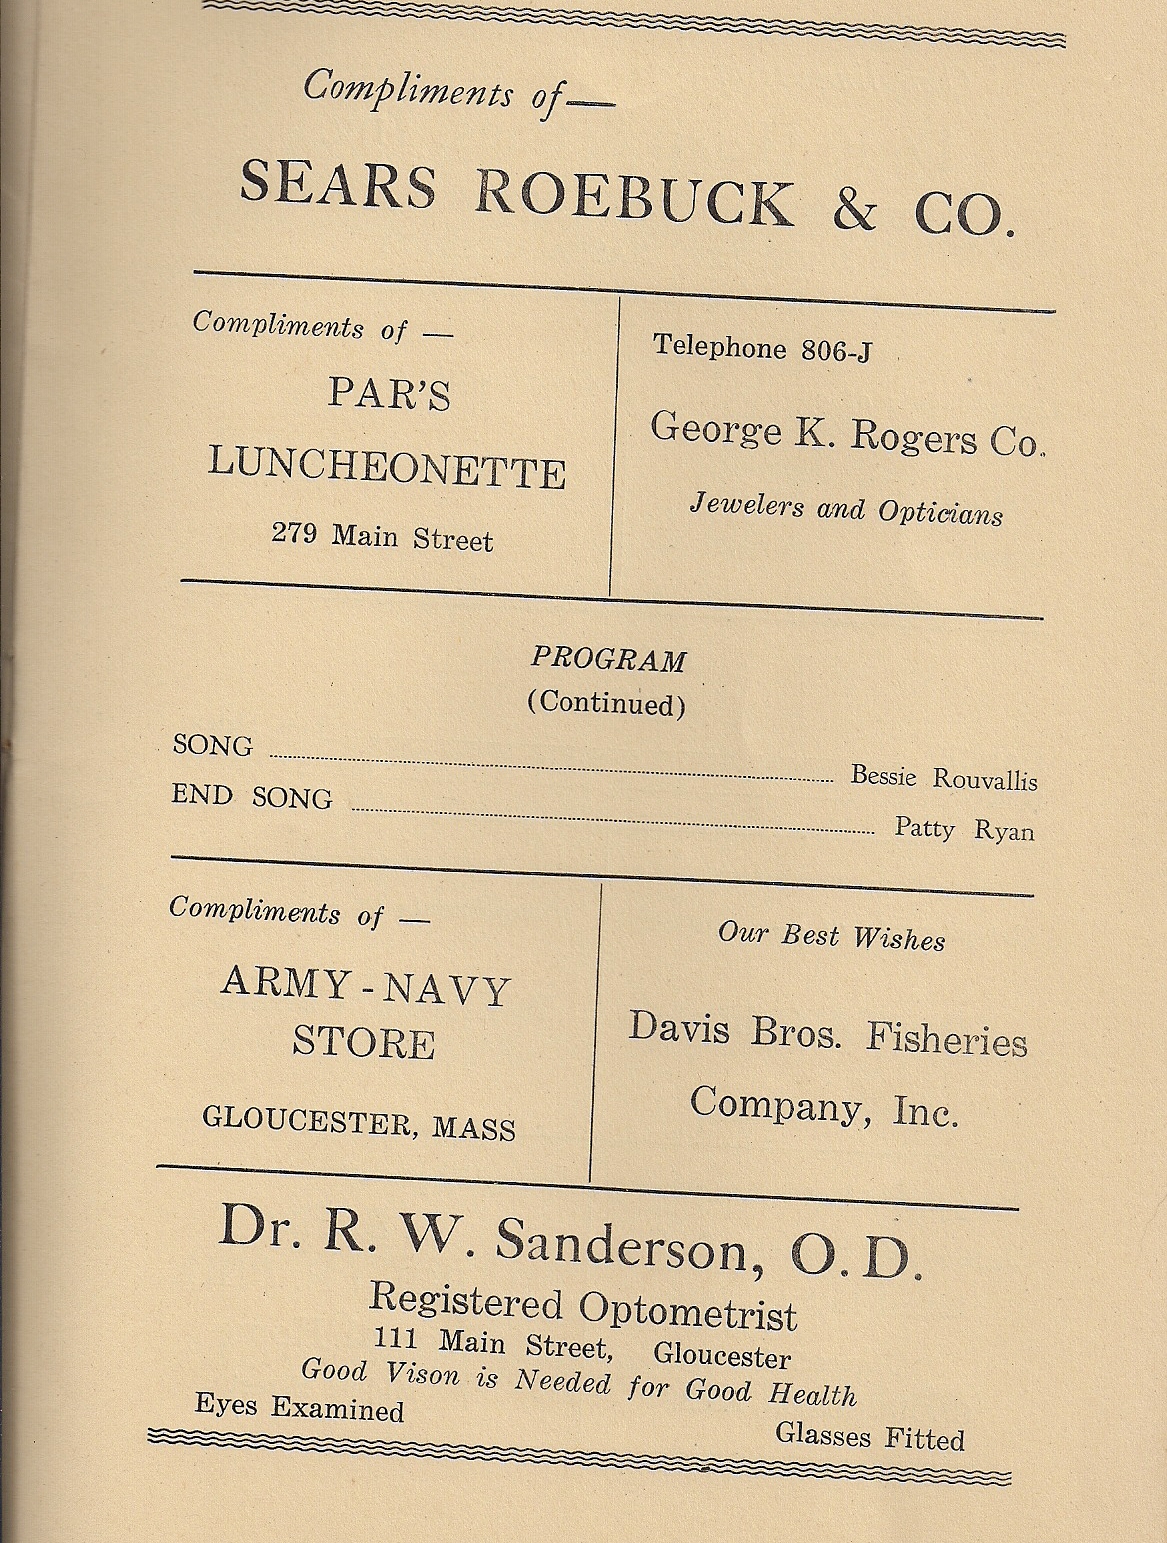 Compliments of—
SEARS ROEBUCK & CO.
Compliments of —
PAR'S
LUNCHEONETTE
279 Main Street
Telephone 806-J
George K. Rogers Co.
Jewelers and Opticians
PROGRAM
(Continued)
SONG ........ Bessie Rouvallis
END SONG ........ Patty Ryan
Compliments of —
ARMY-NAVY
STORE
GLOUCESTER, MASS
Our Best Wishes
Davis Bros. Fisheries
Company, Inc.
Dr. R. W. Sanderson, O. D.
Registered Optometrist
111 Main Street, Gloucester
Good Vison is Needed for Good Health
Eyes Examined
Glasses Fitted